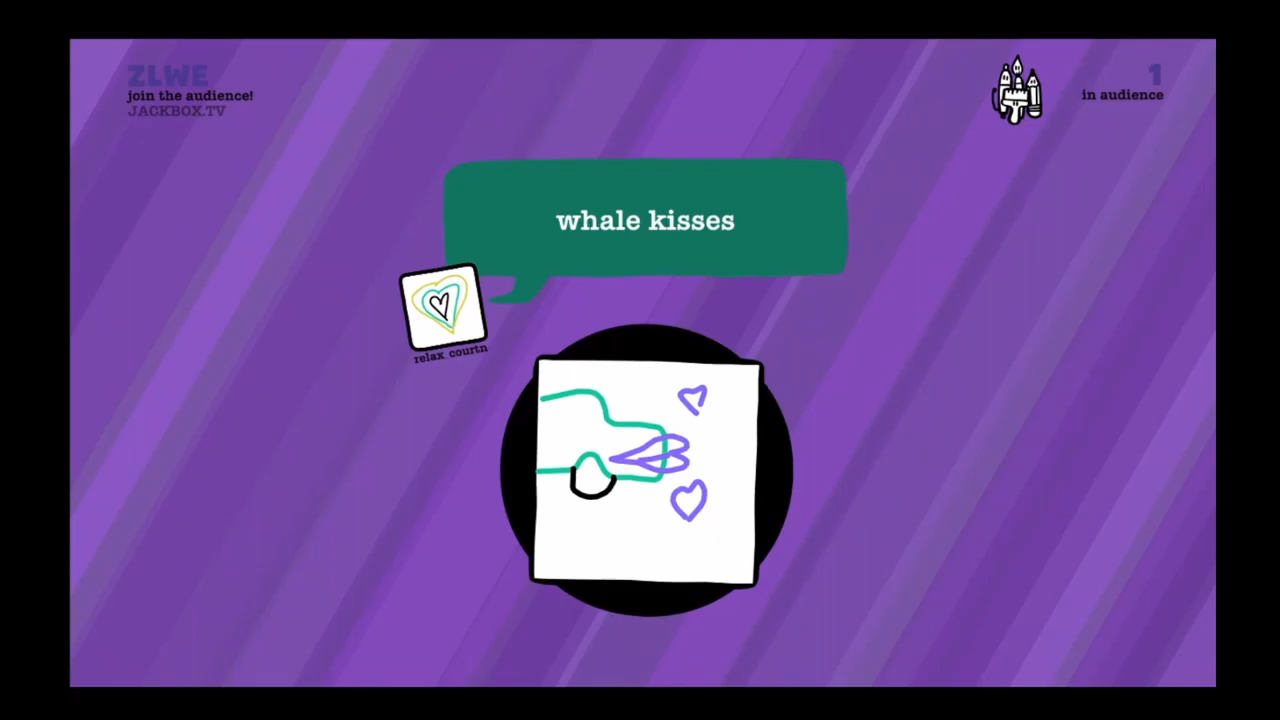 ZLWE
join the audience!
JACKBOX.TV
1
in audience
whale kisses
relax_courtn